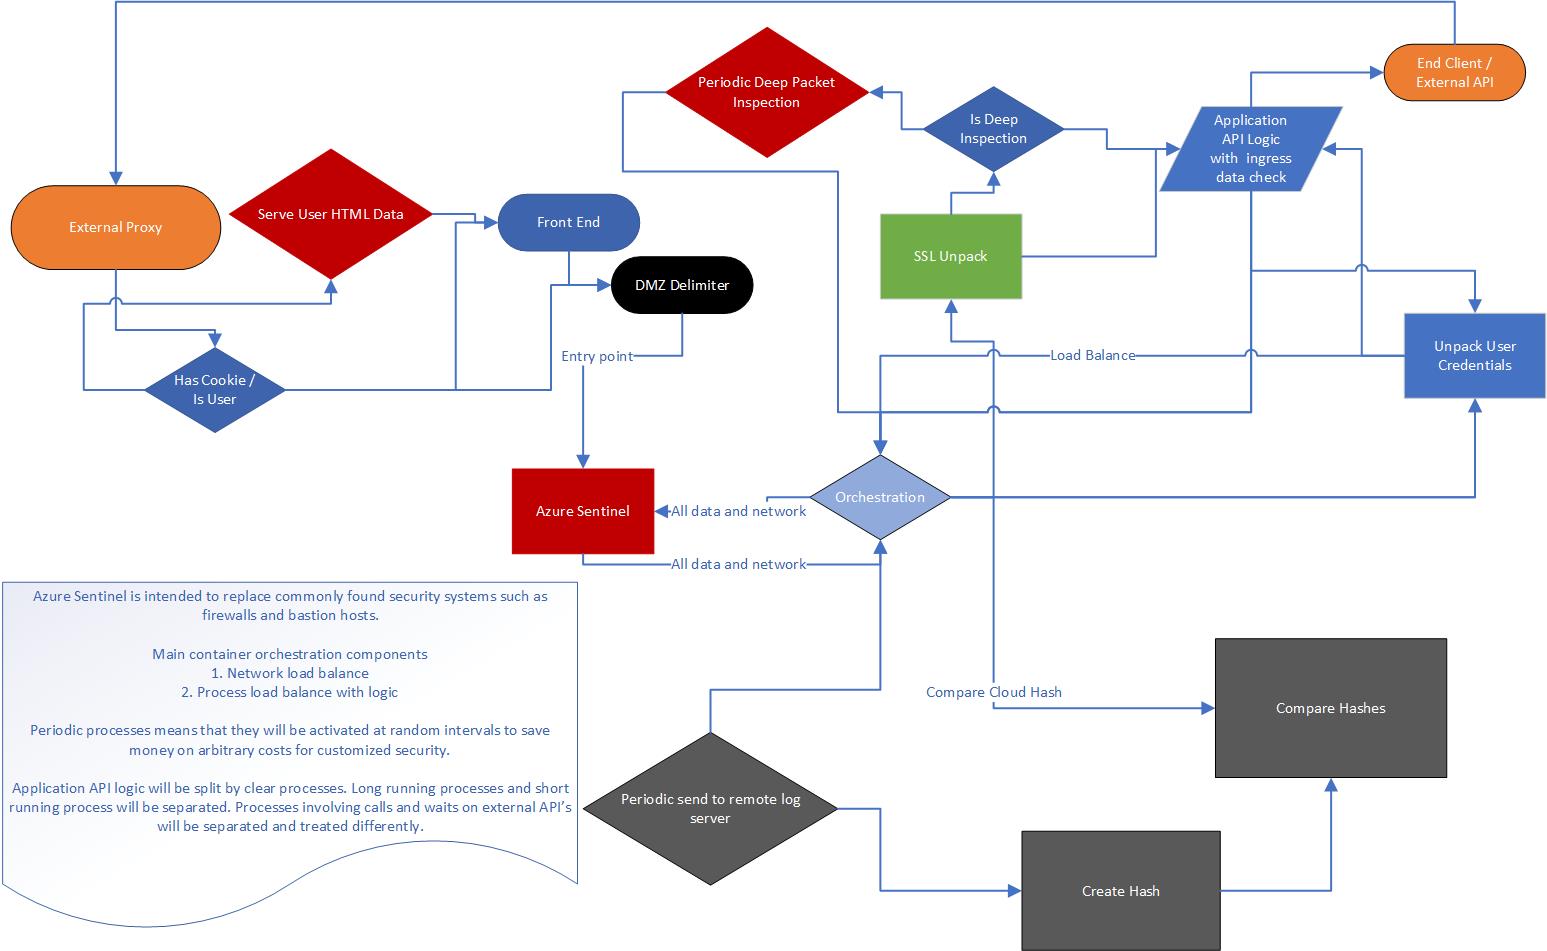 End Client /
External API
Periodic Deep Packet
Inspection
Is Deep
Inspection
Application
API Logic
with  ingress
data check
External Proxy
Serve User HTML Data
Front End
SSL Unpack
DMZ Delimiter
Entry point
Load Balance
Unpack User
Credentials
Has Cookie /
Is User
Orchestration
Azure Sentinel
All data and network
All data and network
Azure Sentinel is intended to replace commonly found security systems such as
firewalls and bastion hosts.
Main container orchestration components
1. Network load balance
2. Process load balance with logic
Periodic processes means that they will be activated at random intervals to save
money on arbitrary costs for customized security.
Application API logic will be split by clear processes. Long running processes and short
running process will be separated. Processes involving calls and waits on external API’s
will be separated and treated differently.
Compare Cloud Hash
Compare Hashes
Periodic send to remote log
server
Create Hash